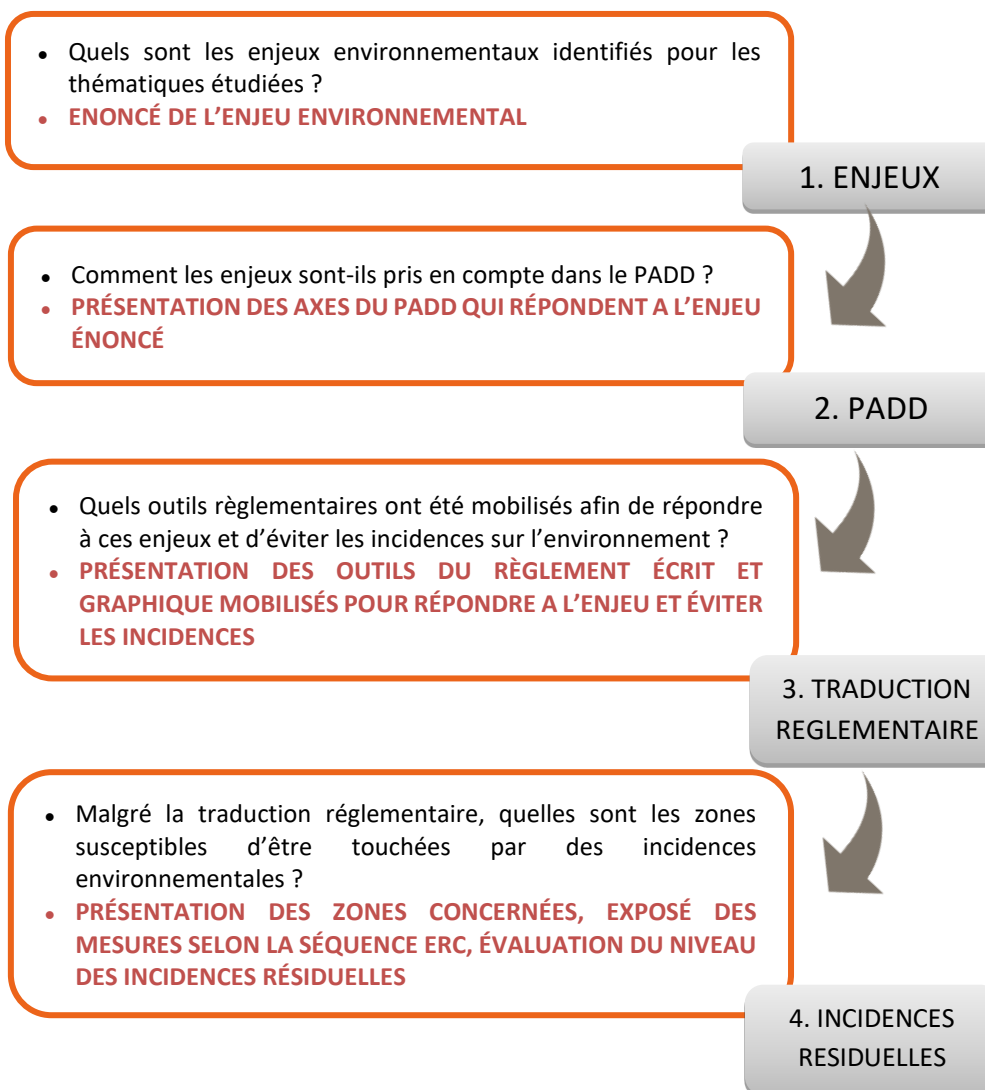 • Quels sont les enjeux environnementaux identifiés pour les
thématiques étudiées ?
• ENONCÉ DE L’ENJEU ENVIRONNEMENTAL
1. ENJEUX
• Comment les enjeux sont-ils pris en compte dans le PADD ?
• PRÉSENTATION DES AXES DU PADD QUI RÉPONDENT A L’ENJEU
ÉNONCÉ
2. PADD
• Quels outils règlementaires ont été mobilisés afin de répondre
à ces enjeux et d’éviter les incidences sur l’environnement ?
• PRÉSENTATION DES OUTILS DU RÈGLEMENT ÉCRIT ET
GRAPHIQUE MOBILISÉS POUR RÉPONDRE A L’ENJEU ET ÉVITER
LES INCIDENCES
3. TRADUCTION
REGLEMENTAIRE
• Malgré la traduction réglementaire, quelles sont les zones
susceptibles d’être touchées par des incidences
environnementales ?
• PRÉSENTATION DES ZONES CONCERNÉES, EXPOSÉ DES
MESURES SELON LA SÉQUENCE ERC, ÉVALUATION DU NIVEAU
DES INCIDENCES RÉSIDUELLES
4. INCIDENCES
RESIDUELLES